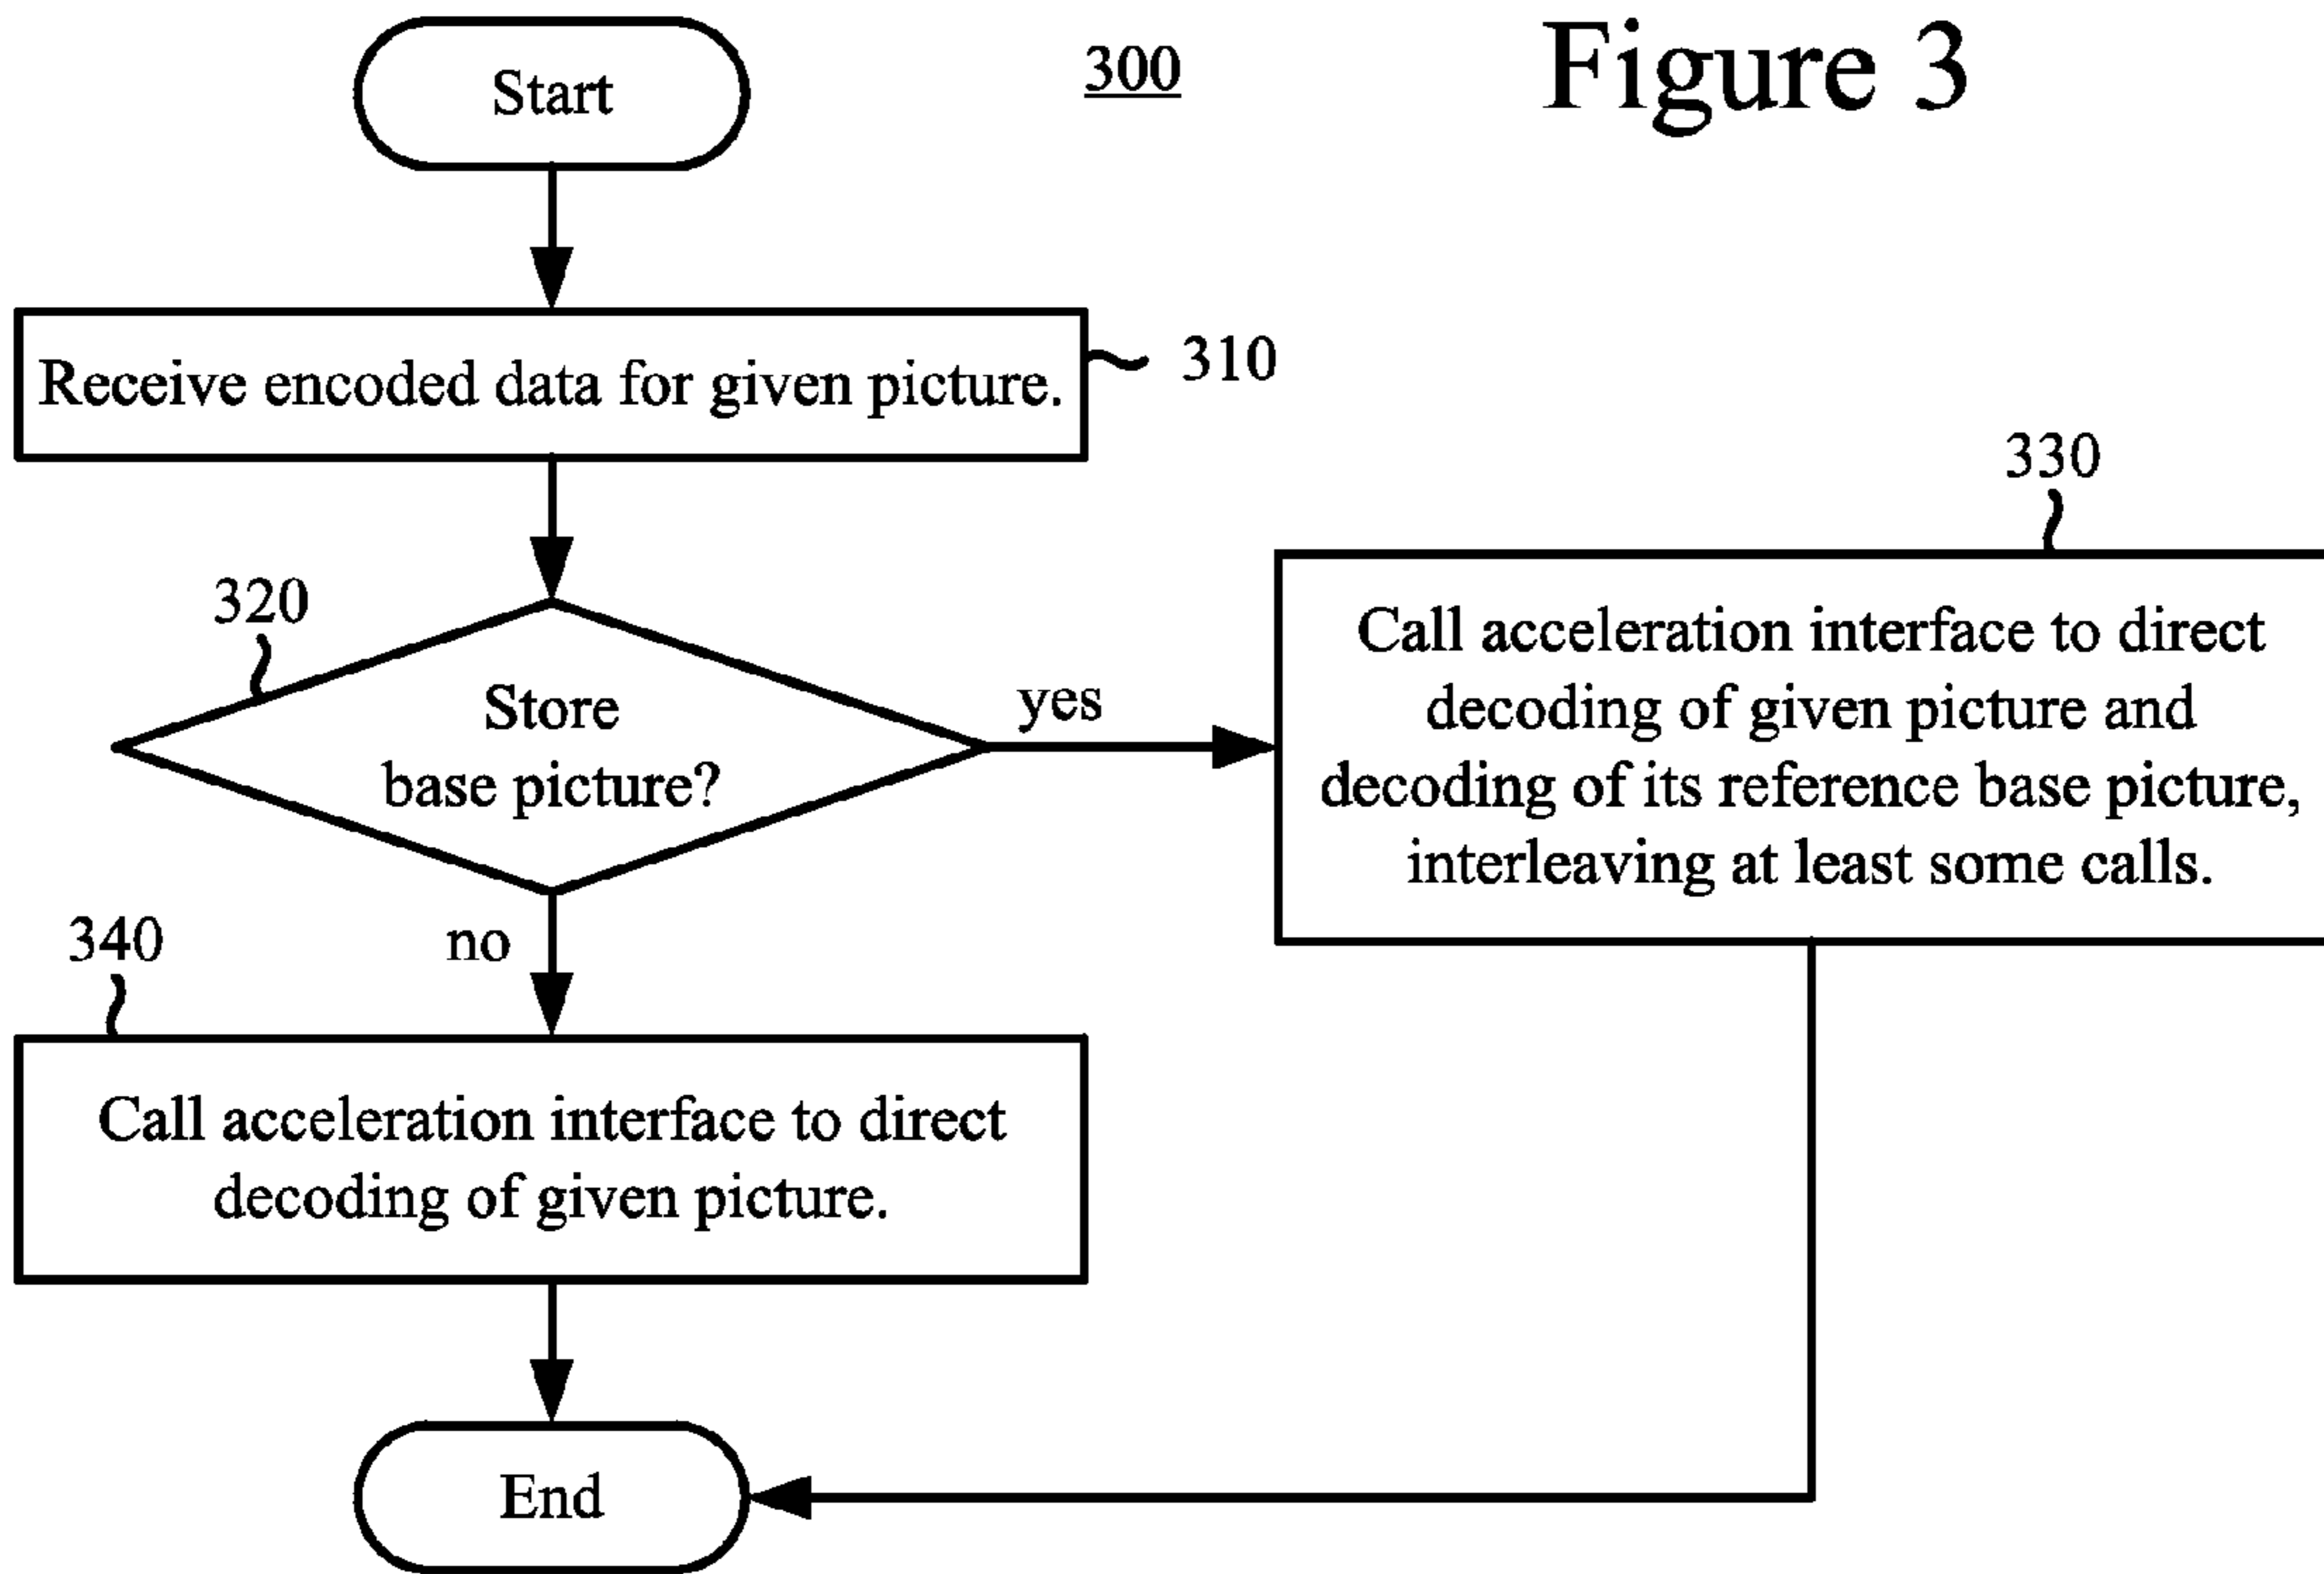 Figure 3
300
Start
Receive encoded data for given picture.
310
320
Store
base picture?
yes
330
Call acceleration interface to direct
decoding of given picture and
decoding of its reference base picture,
interleaving at least some calls.
no
340
Call acceleration interface to direct
decoding of given picture.
End